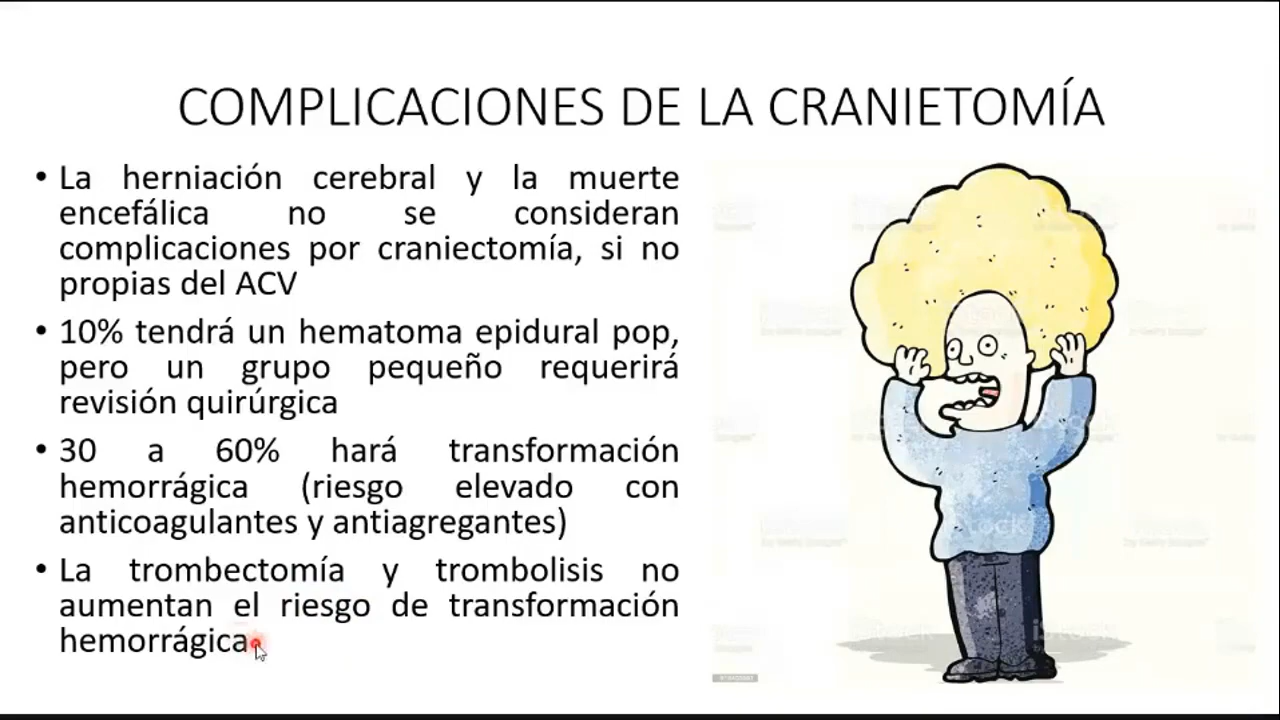 COMPLICACIONES DE LA CRANIETOMÍA
• La herniación cerebral y la muerte
encefálica no se consideran
complicaciones por craniectomía, si no
propias del ACV
• 10% tendrá un hematoma epidural pop,
pero un grupo pequeño requerirá
revisión quirúrgica
• 30 a 60% hará transformación
hemorrágica (riesgo elevado con
anticoagulantes y antiagregantes)
• La trombectomía y trombolisis no
aumentan el riesgo de transformación
hemorrágica
iStock